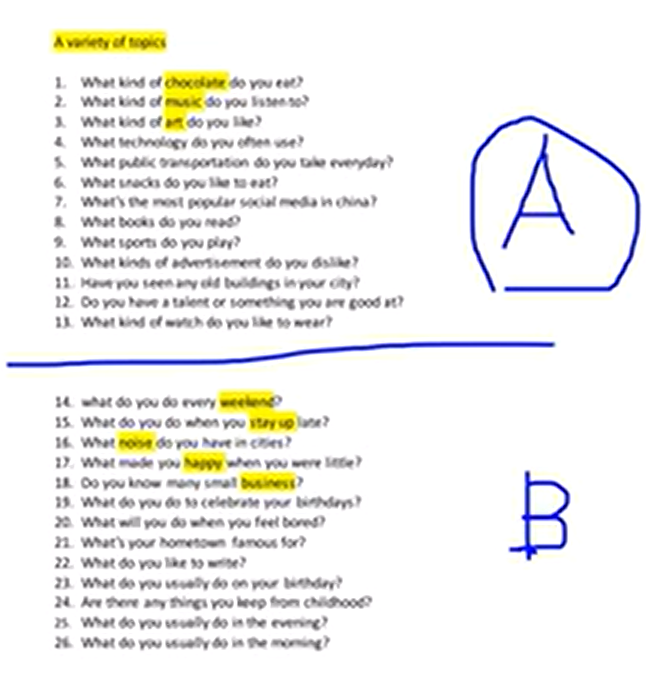 A variety of topics
1. What kind of chocolate do you eat?
2. What kind of music do you listen to?
3. What kind of art do you like?
4. What technology do you often use?
5. What public transportation do you take everyday?
6. What snacks do you like to eat?
7. What's the most popular social media in china?
8. What books do you read?
9. What sports do you play?
10. What kinds of advertisement do you dislike?
11. Have you seen any old buildings in your city?
12. Do you have a talent or something you are good at?
13. What kind of watch do you like to wear?
A
14. what do you do every weekend?
15. What do you do when you stay up late?
16. What noise do you have in cities?
17. What made you happy when you were little?
18. Do you know many small business?
19. What do you do to celebrate your birthdays?
20. What will you do when you feel bored?
21. What's your hometown famous for?
22. What do you like to write?
23. What do you usually do on your birthday?
24. Are there any things you keep from childhood?
25. What do you usually do in the evening?
26. What do you usually do in the morning?
B